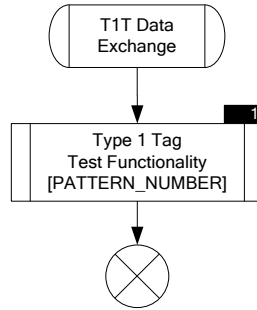 T1T Data
Exchange
1
Type 1 Tag
Test Functionality
[PATTERN_NUMBER]